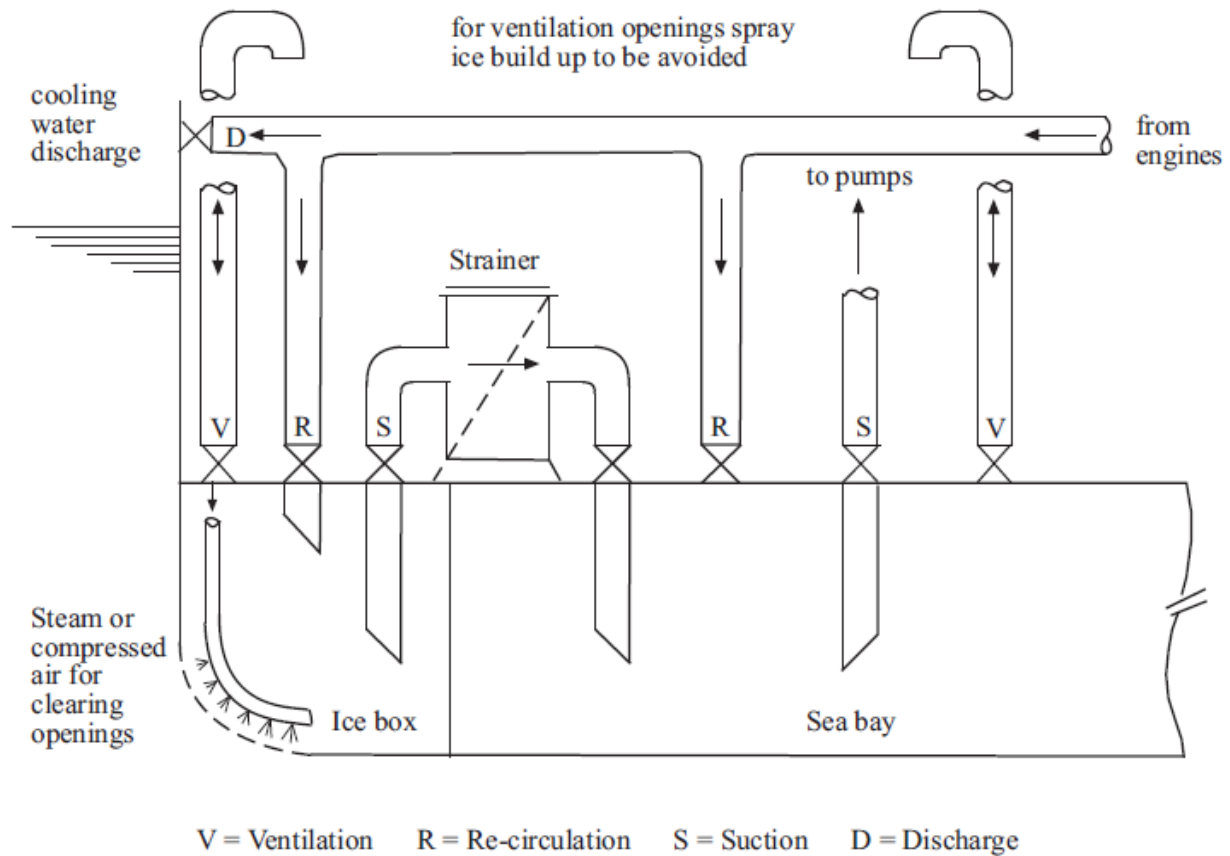 for ventilation openings spray
ice build up to be avoided
cooling
water
discharge
D
from
engines
to pumps
Strainer
V
R
S
R
S
V
Steam or
compressed
air for
clearing
openings
Ice box
Sea bay
V = Ventilation R = Re-circulation S = Suction D = Discharge